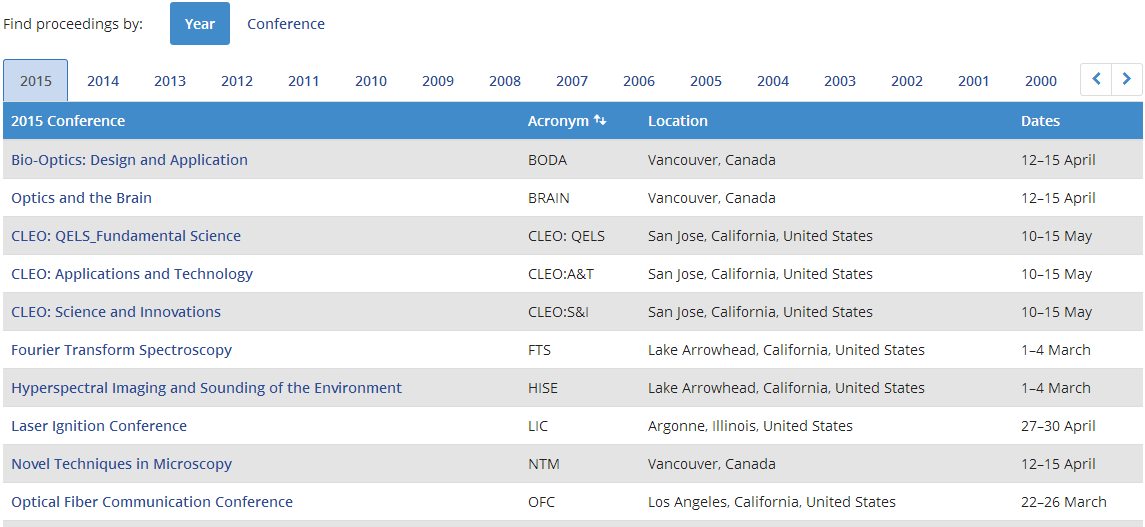 Find proceedings by: Year Conference
2015 2014 2013 2012 2011 2010 2009 2008 2007 2006 2005 2004 2003 2002 2001 2000
2015 Conference Acronym Location Dates
Bio-Optics: Design and Application BODA Vancouver, Canada 12–15 April
Optics and the Brain BRAIN Vancouver, Canada 12–15 April
CLEO: QELS_Fundamental Science CLEO: QELS San Jose, California, United States 10–15 May
CLEO: Applications and Technology CLEO:A&T San Jose, California, United States 10–15 May
CLEO: Science and Innovations CLEO:S&I San Jose, California, United States 10–15 May
Fourier Transform Spectroscopy FTS Lake Arrowhead, California, United States 1–4 March
Hyperspectral Imaging and Sounding of the Environment HISE Lake Arrowhead, California, United States 1–4 March
Laser Ignition Conference LIC Argonne, Illinois, United States 27–30 April
Novel Techniques in Microscopy NTM Vancouver, Canada 12–15 April
Optical Fiber Communication Conference OFC Los Angeles, California, United States 22–26 March